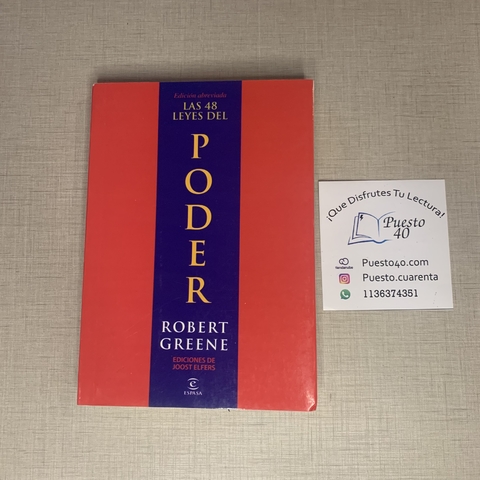 Edición abreviada
LAS 48
LEYES DEL
PODER
ROBERT
GREENE
EDICIONES DE
JOOST ELFERS
e
ESPASA
¡Que Disfrutes Tu Lectura!
Puesto
40
Puesto40.com
Puesto.cuarenta
1136374351